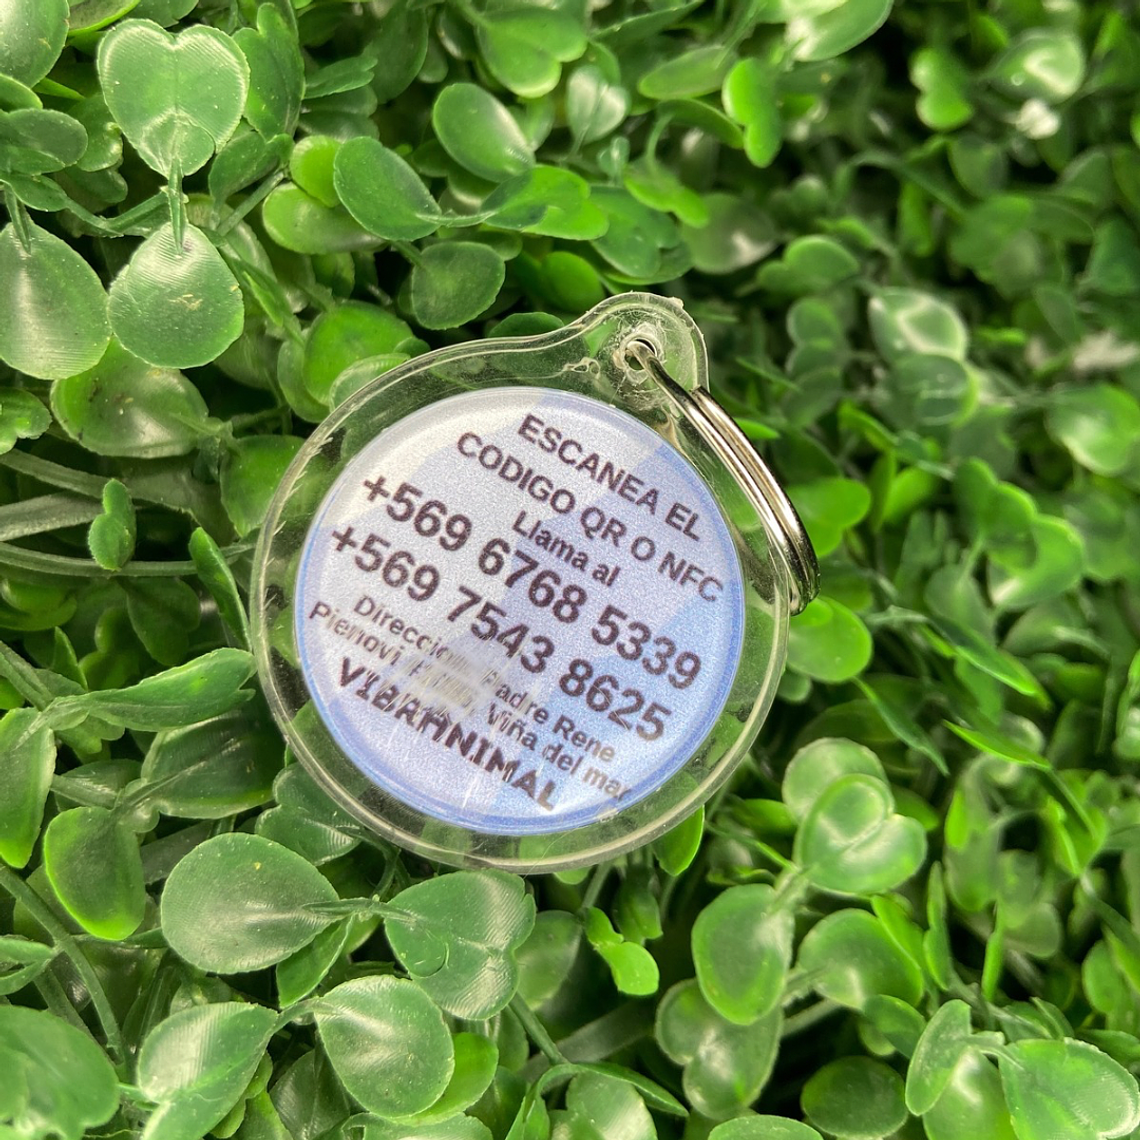 ESCANEA EL
CODIGO QR O NFC
Llama al
+569 6768 5339
+569 7543 8625
Padre Rene
Pienovi Viña del mar
VIBRANIMAL